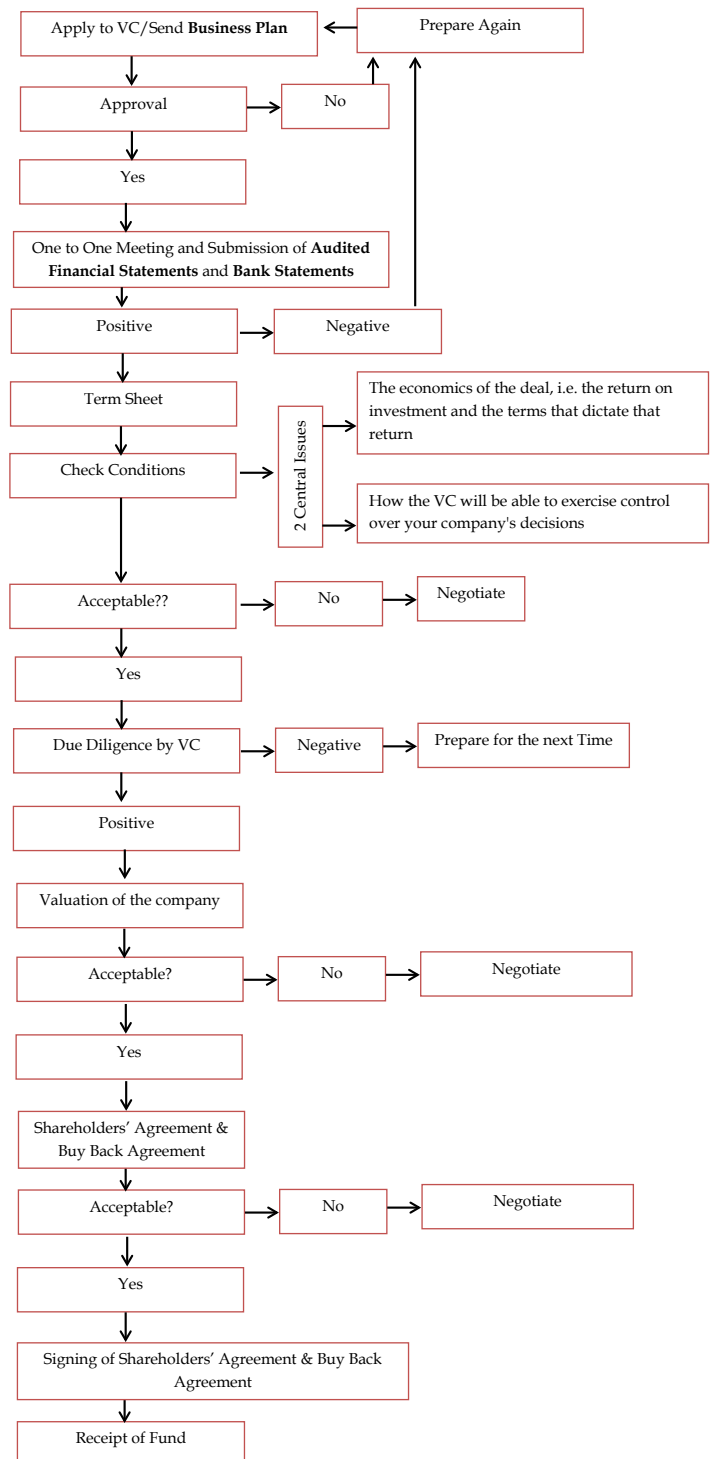 Apply to VC/Send Business Plan
Prepare Again
Approval
No
Yes
One to One Meeting and Submission of Audited
Financial Statements and Bank Statements
Positive
Negative
Term Sheet
The economics of the deal, i.e. the return on
investment and the terms that dictate that
return
Check Conditions
2 Central Issues
How the VC will be able to exercise control
over your company's decisions
Acceptable??
No
Negotiate
Yes
Due Diligence by VC
Negative
Prepare for the next Time
Positive
Valuation of the company
Acceptable?
No
Negotiate
Yes
Shareholders’ Agreement &
Buy Back Agreement
Acceptable?
No
Negotiate
Yes
Signing of Shareholders’ Agreement & Buy Back
Agreement
Receipt of Fund